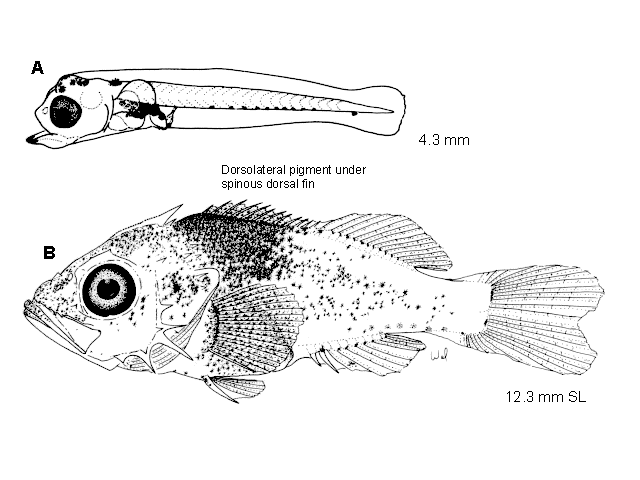 A
4.3 mm
Dorsolateral pigment under
spinous dorsal fin
B
12.3 mm SL